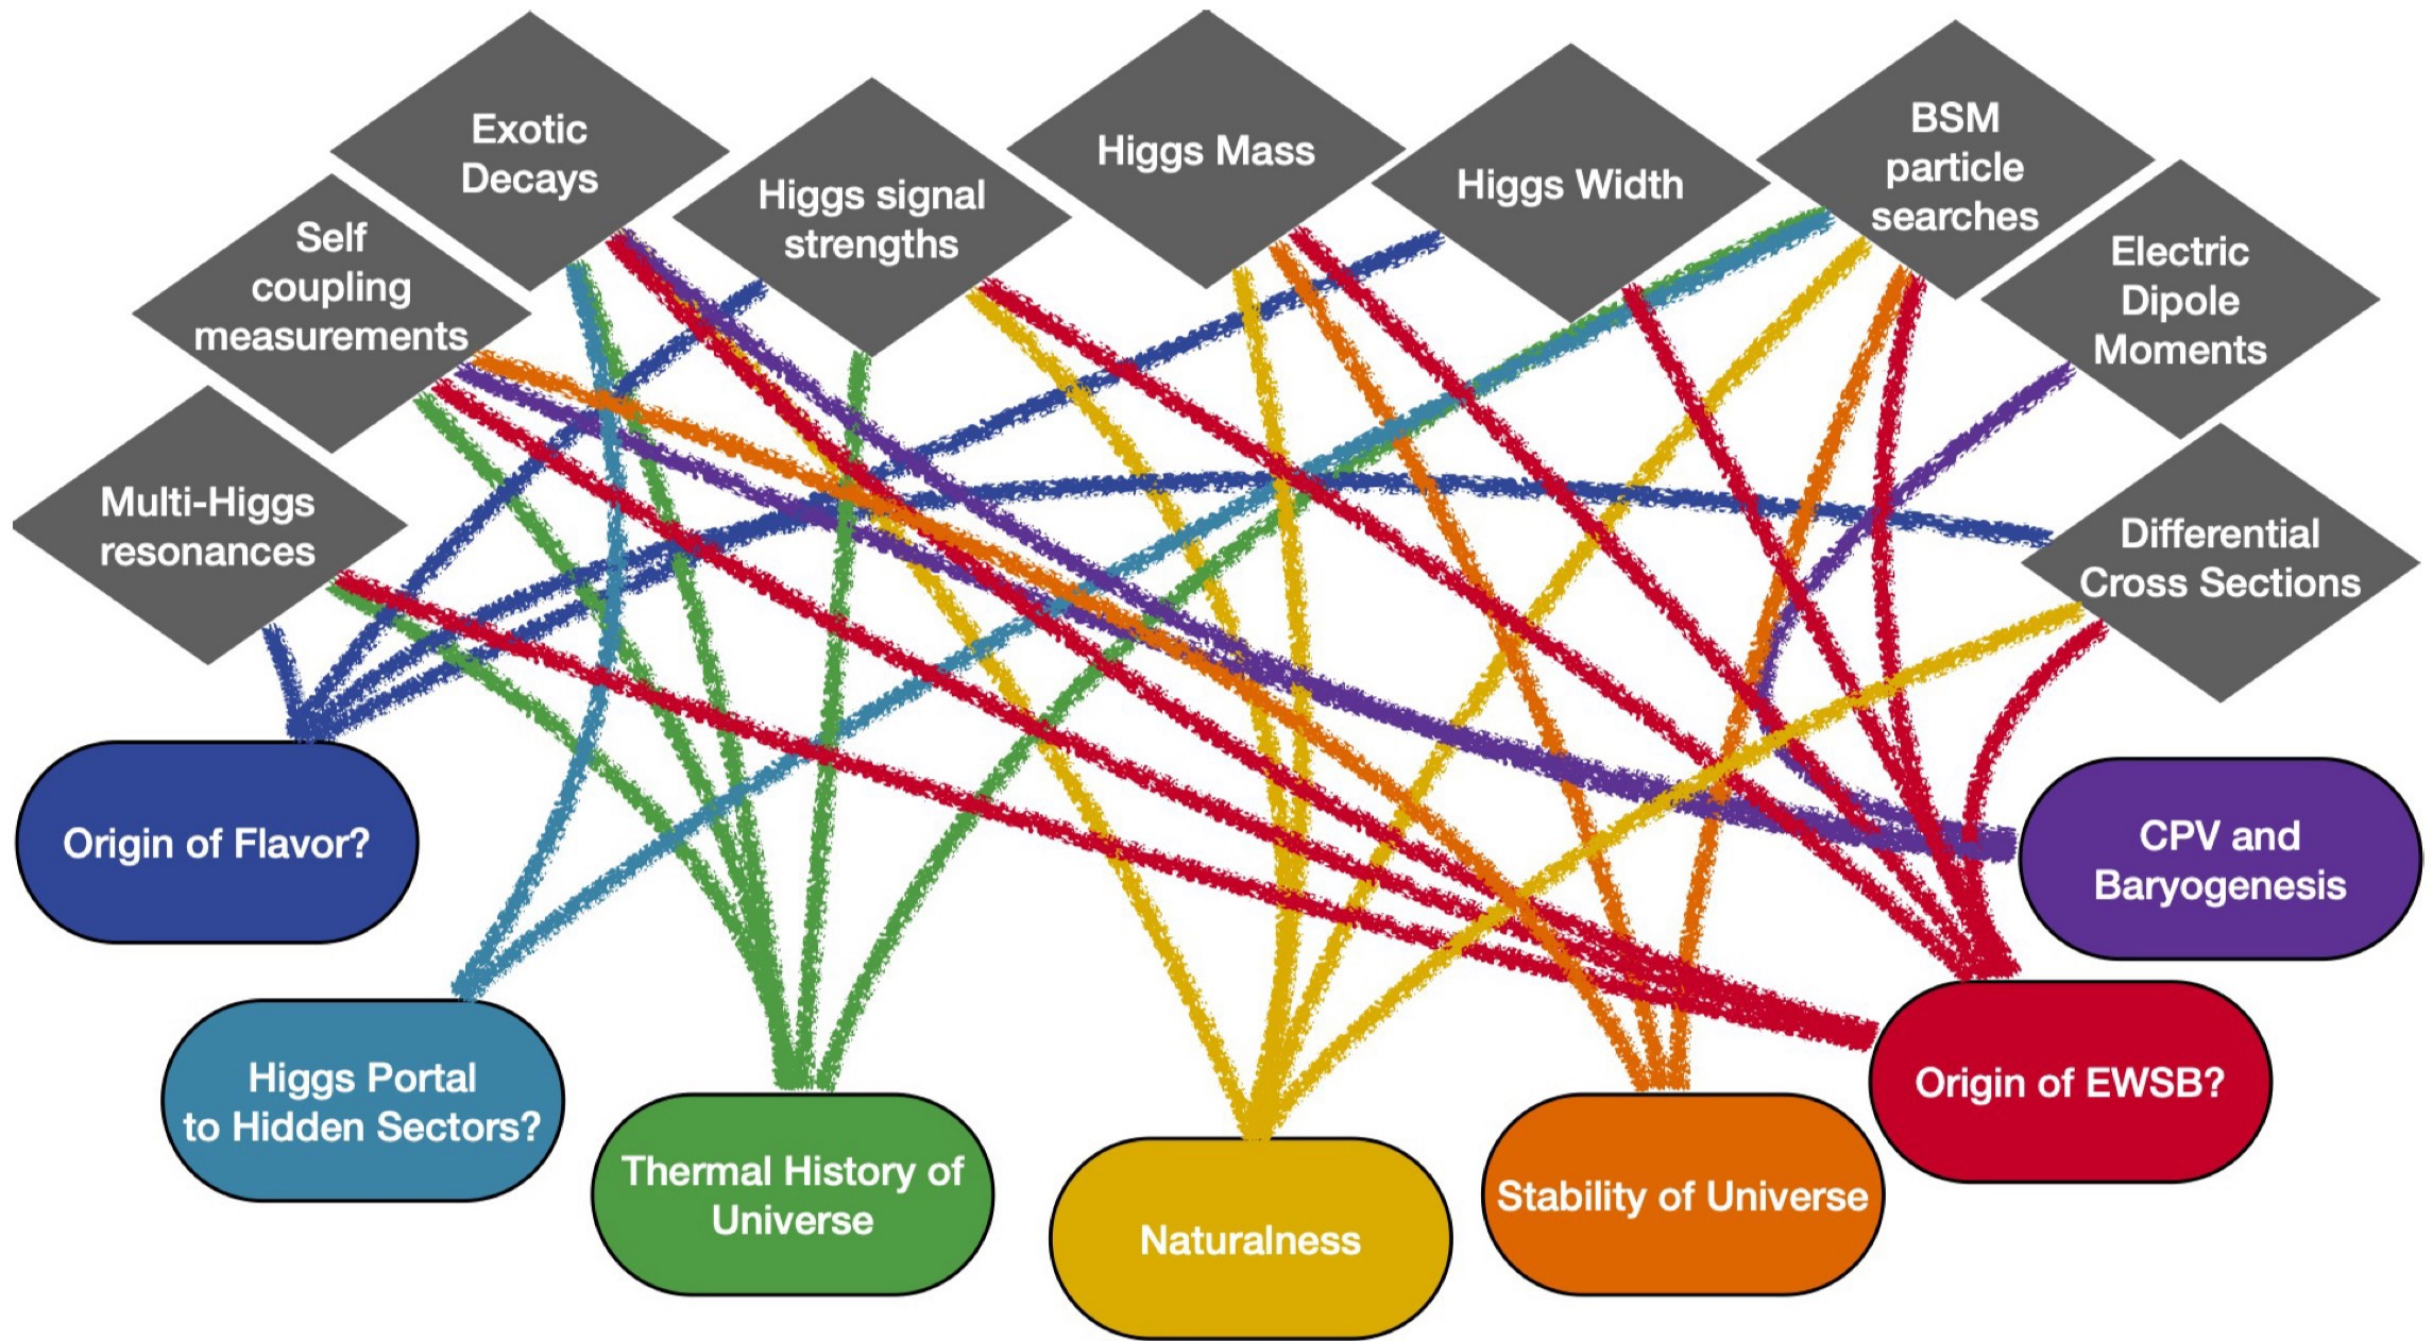 Exotic
Decays
Higgs signal
strengths
Higgs Mass
Higgs Width
BSM
particle
searches
Self
coupling
measurements
Electric
Dipole
Moments
Multi-Higgs
resonances
Differential
Cross Sections
Origin of Flavor?
CPV and
Baryogenesis
Higgs Portal
to Hidden Sectors?
Origin of EWSB?
Thermal History of
Universe
Naturalness
Stability of Universe